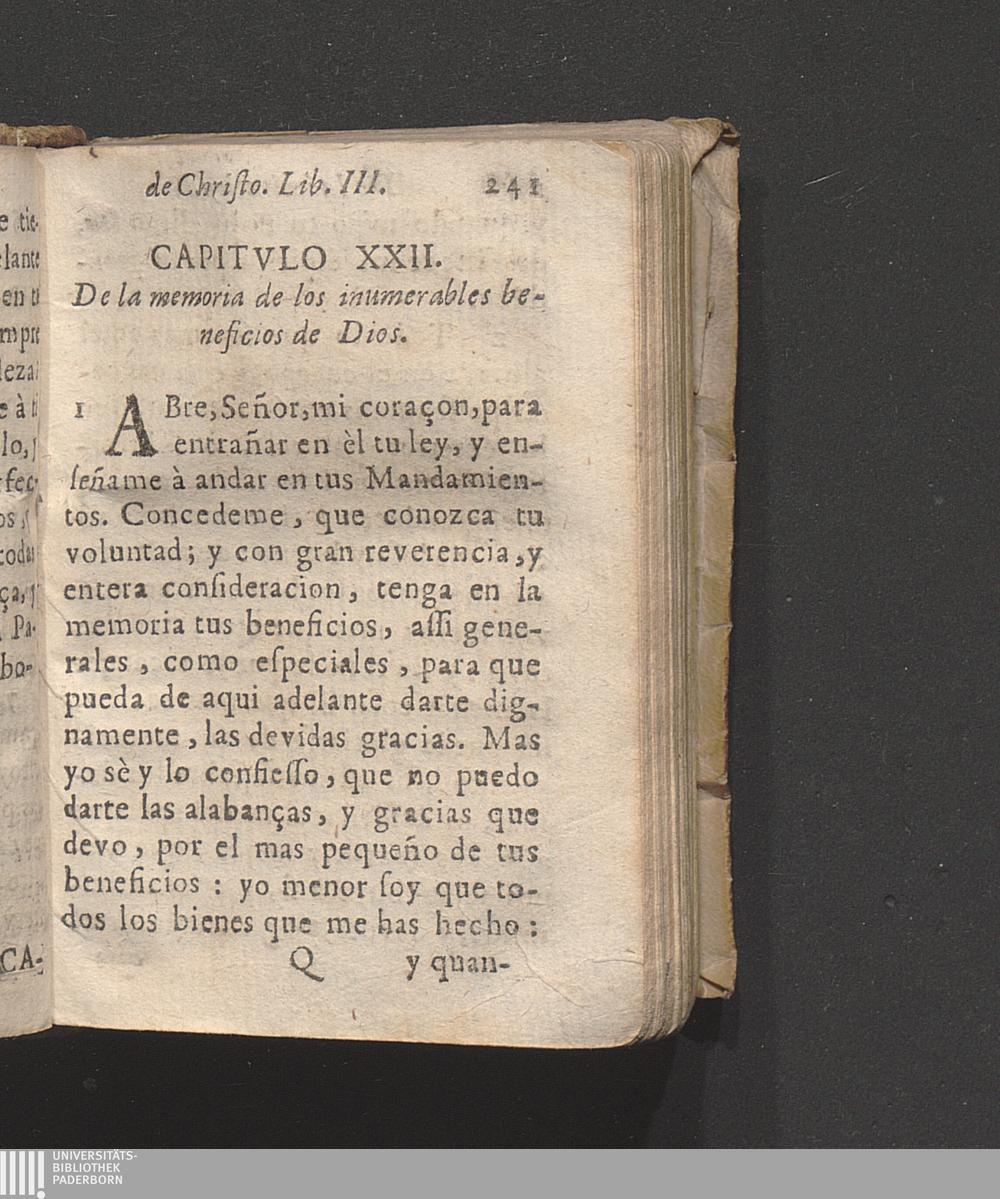 de Chriſto. Lib. III. 241
CAPITVLO XXII.
De la memoria de los inumerables be-
neficios de Dios.
1 ABre, Señor, mi coraçon, para
entrañar en èl tu ley, y en-
ſeñame à andar en tus Mandamien-
tos. Concedeme, que conozca tu
voluntad; y con gran reverencia, y
entera conſideracion, tenga en la
memoria tus beneficios, aſſi gene-
rales, como eſpeciales, para que
pueda de aqui adelante darte dig-
namente, las devidas gracias. Mas
yo sè y lo confieſſo, que no puedo
darte las alabanças, y gracias que
devo, por el mas pequeño de tus
beneficios : yo menor ſoy que to-
dos los bienes que me has hecho :
Q y quan-
UNIVERSITÄTS-
BIBLIOTHEK
PADERBORN